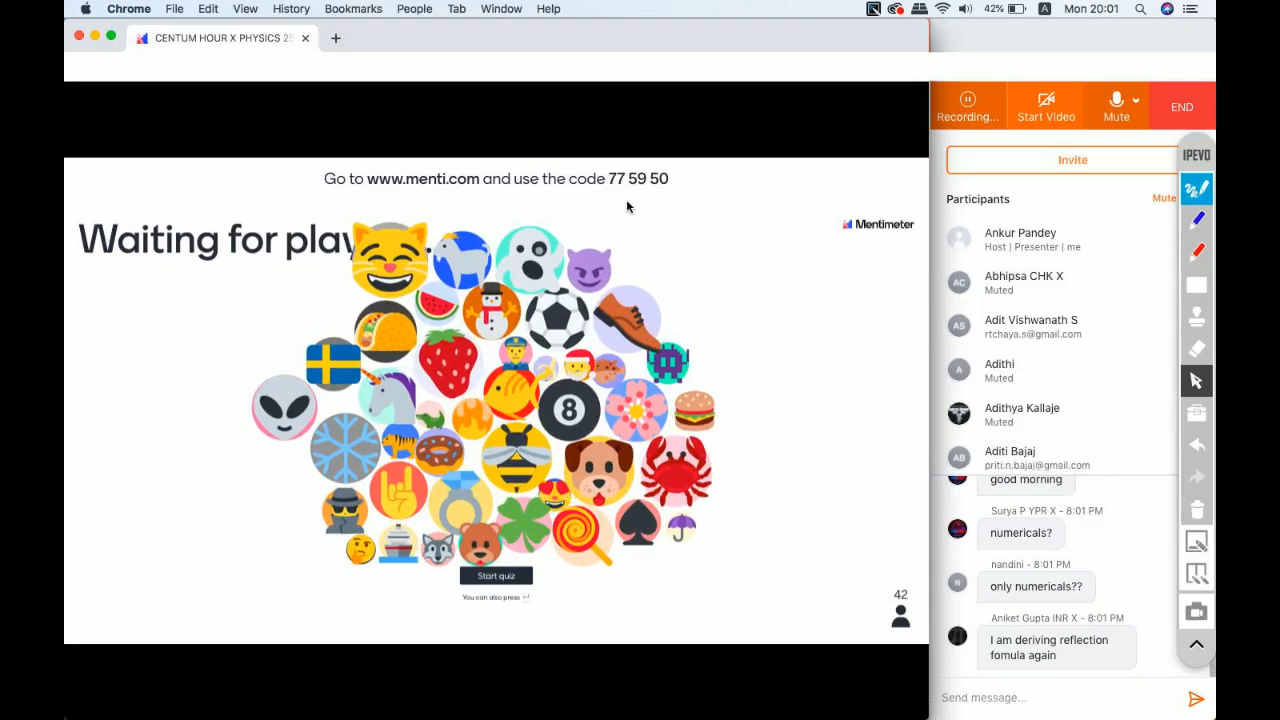 Chrome File Edit View History Bookmarks People Tab Window Help
42% A Mon 20:01
CENTUM HOUR X PHYSICS 25
Go to www.menti.com and use the code 77 59 50
Mentimeter
Waiting for play
8
Start quiz
You can also press
42
Recording...
Start Video
Mute
END
Invite
Participants
Mute
Ankur Pandey
Host | Presenter | me
AC
Abhipsa CHK X
Muted
AS
Adit Vishwanath S
rtchaya.s@gmail.com
A
Adithi
Muted
Adithya Kallaje
Muted
AB
Aditi Bajaj
priti.n.bajaj@gmail.com
good morning
Surya P YPR X - 8:01 PM
numericals?
nandini - 8:01 PM
N
only numericals??
Aniket Gupta INR X - 8:01 PM
I am deriving reflection
fomula again
Send message...
IPEVO